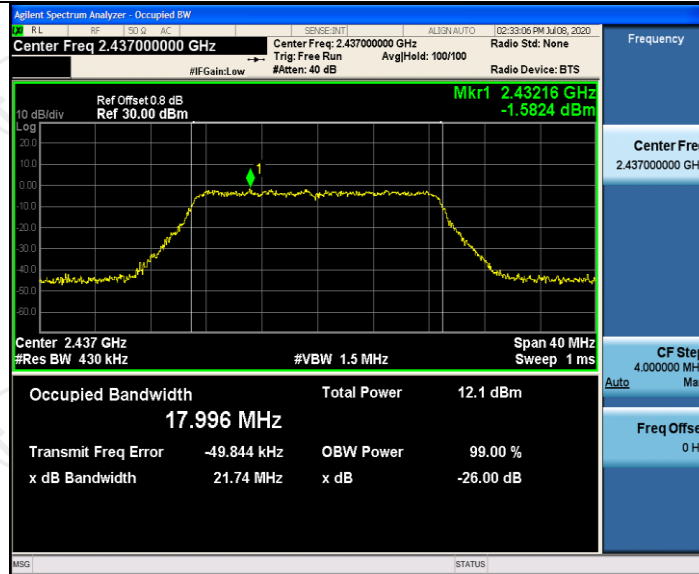 Agilent Spectrum Analyzer - Occupied BW
RL RF 50 Ω AC SENSE:INT ALIGN AUTO 02:33:06 PM Jul 08, 2020
Center Freq 2.437000000 GHz Center Freq: 2.437000000 GHz Radio Std: None
Trig: Free Run Avg|Hold: 100/100
#IFGain:Low #Atten: 40 dB Radio Device: BTS
Frequency
Ref Offset 0.8 dB Mkr1 2.43216 GHz
10 dB/div Ref 30.00 dBm -1.5824 dBm
Log
20.0
10.0
0.00
-10.0
-20.0
-30.0
-40.0
-50.0
-60.0
1
Center 2.437 GHz Span 40 MHz
#Res BW 430 kHz #VBW 1.5 MHz Sweep 1 ms
Occupied Bandwidth Total Power 12.1 dBm
17.996 MHz
Transmit Freq Error -49.844 kHz OBW Power 99.00 %
x dB Bandwidth 21.74 MHz x dB -26.00 dB
Center Fre
2.437000000 GH
CF Ste
4.000000 MH
Auto Ma
Freq Offse
0 H
MSG STATUS